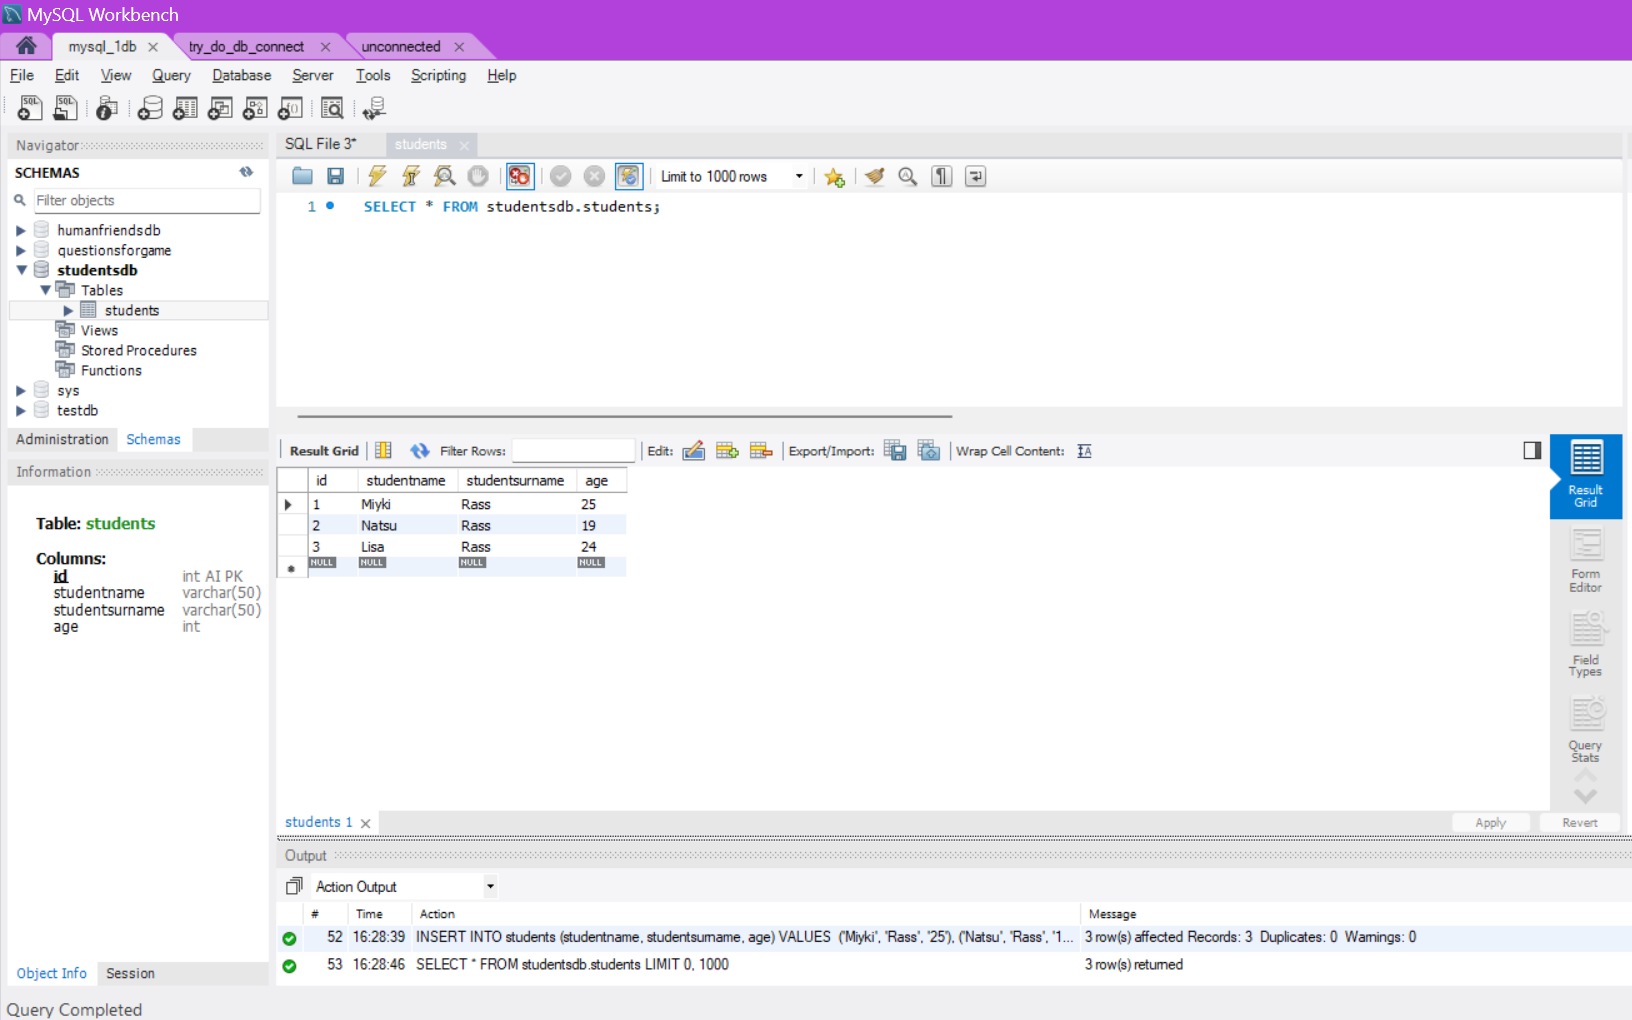 MySQL Workbench
mysql_1db
try_do_db_connect
unconnected
File Edit View Query Database Server Tools Scripting Help
Navigator
SCHEMAS
Filter objects
humanfriendsdb
questionsforgame
studentsdb
Tables
students
Views
Stored Procedures
Functions
sys
testdb
Administration Schemas
Information
Table: students
Columns:
id int AI PK
studentname varchar(50)
studentsurname varchar(50)
age int
Object Info Session
SQL File 3* students
Limit to 1000 rows
1 SELECT * FROM studentsdb.students;
Result Grid Filter Rows: Edit: Export/Import: Wrap Cell Content:
id studentname studentsurname age
1 Miyki Rass 25
2 Natsu Rass 19
3 Lisa Rass 24
NULL NULL NULL NULL
Result
Grid
Form
Editor
Field
Types
Query
Stats
students 1
Apply Revert
Output
Action Output
# Time Action Message
52 16:28:39 INSERT INTO students (studentname, studentsurname, age) VALUES ('Miyki', 'Rass', '25'), ('Natsu', 'Rass', '1... 3 row(s) affected Records: 3 Duplicates: 0 Warnings: 0
53 16:28:46 SELECT * FROM studentsdb.students LIMIT 0, 1000 3 row(s) returned
Query Completed